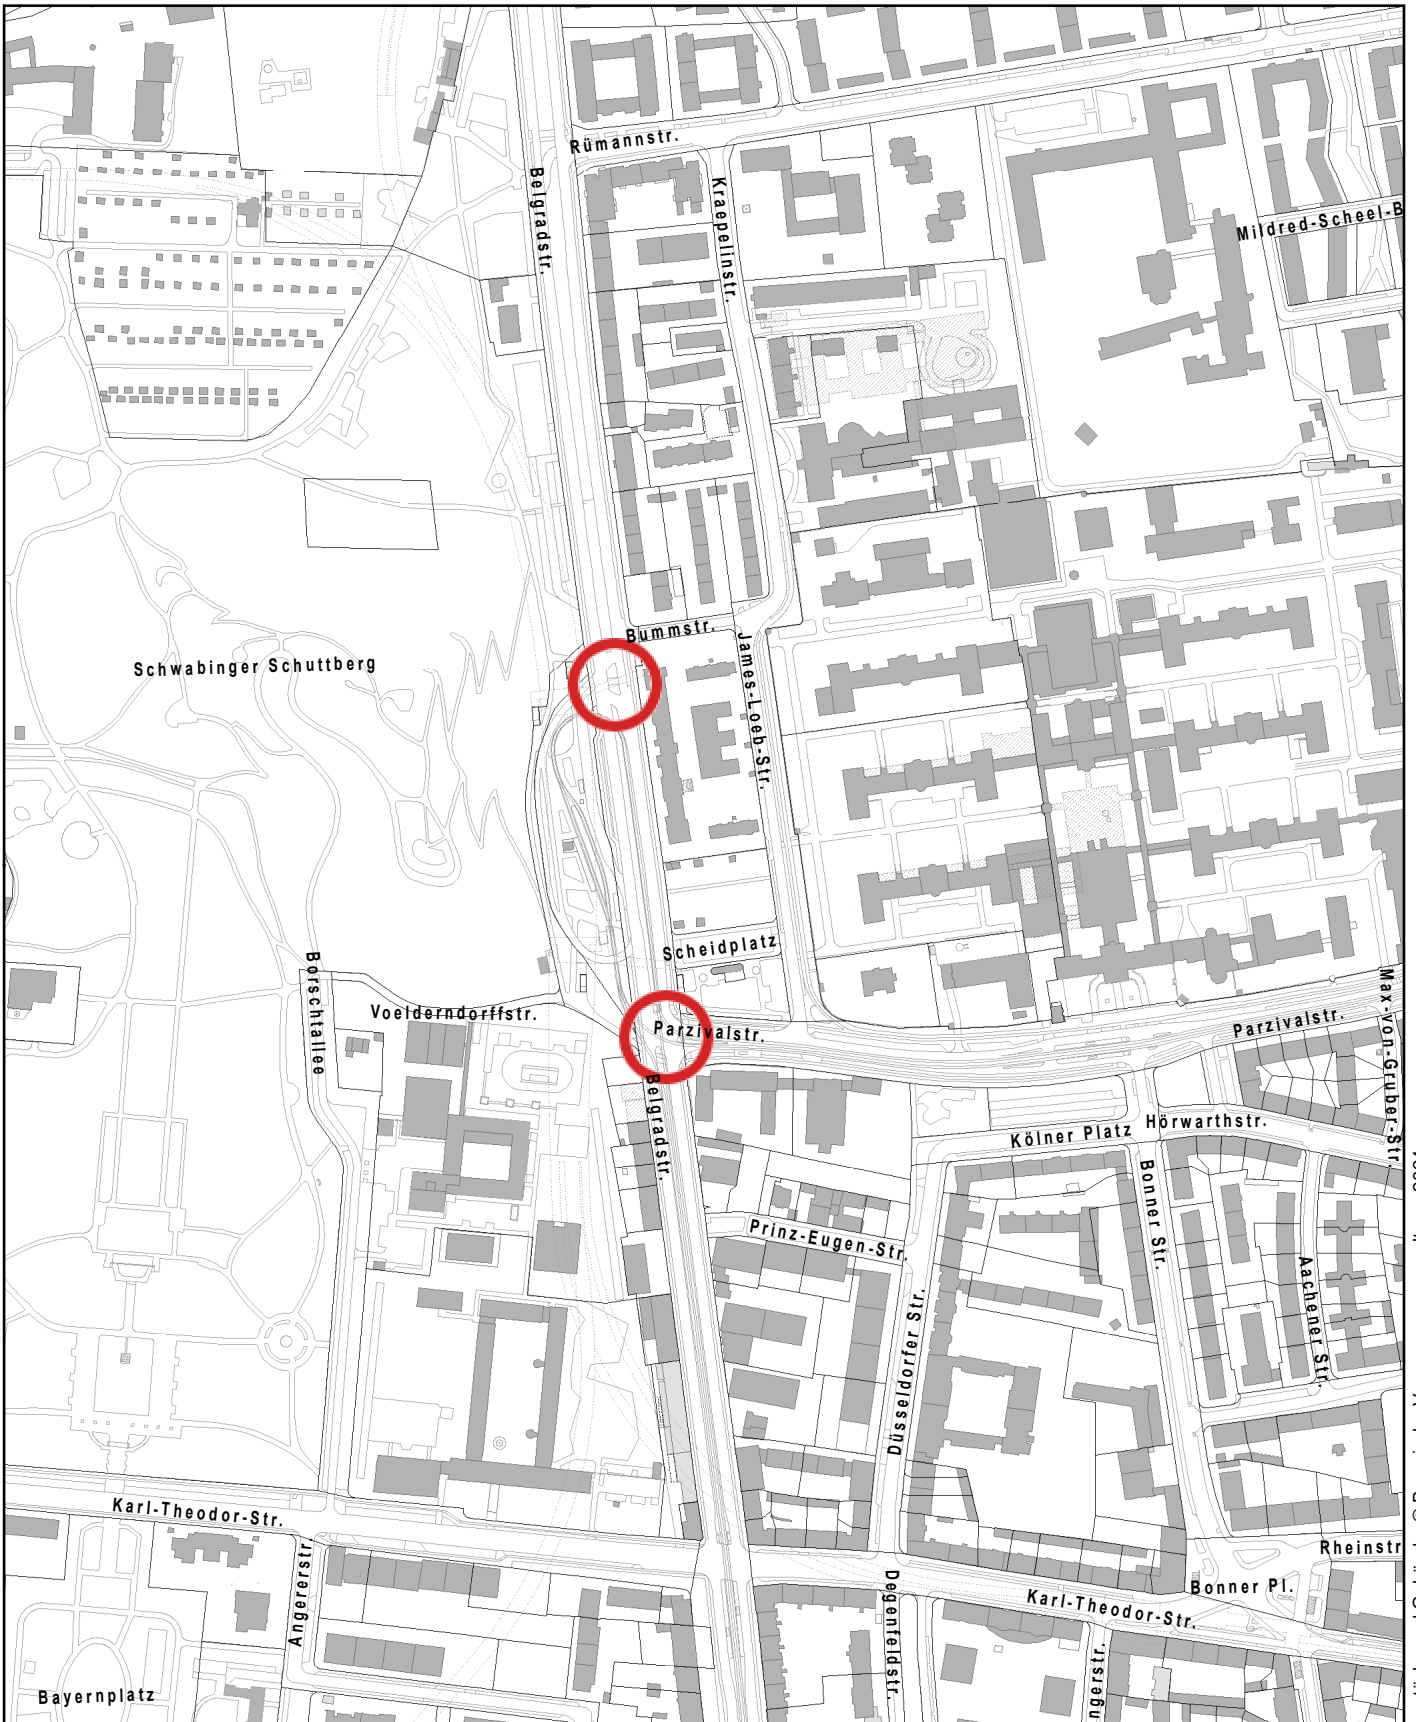 Rümannstr.
Belgradstr.
Kraepelinstr.
Mildred-Scheel-B
Bummstr.
Schwabinger Schuttberg
James-Loeb-Str.
Scheidplatz
Borschtallee
Voelderndorffstr.
Parzivalstr.
Parzivalstr.
Max-von-Gruber-Str.
Belgradstr.
Kölner Platz
Hörwarthstr.
Bonner Str.
Prinz-Eugen-Str.
Aachener Str.
Düsseldorfer Str.
Karl-Theodor-Str.
Angererstr.
Rheinstr
Bonner Pl.
Karl-Theodor-Str.
Degenfeldstr.
ngerstr.
Bayernplatz